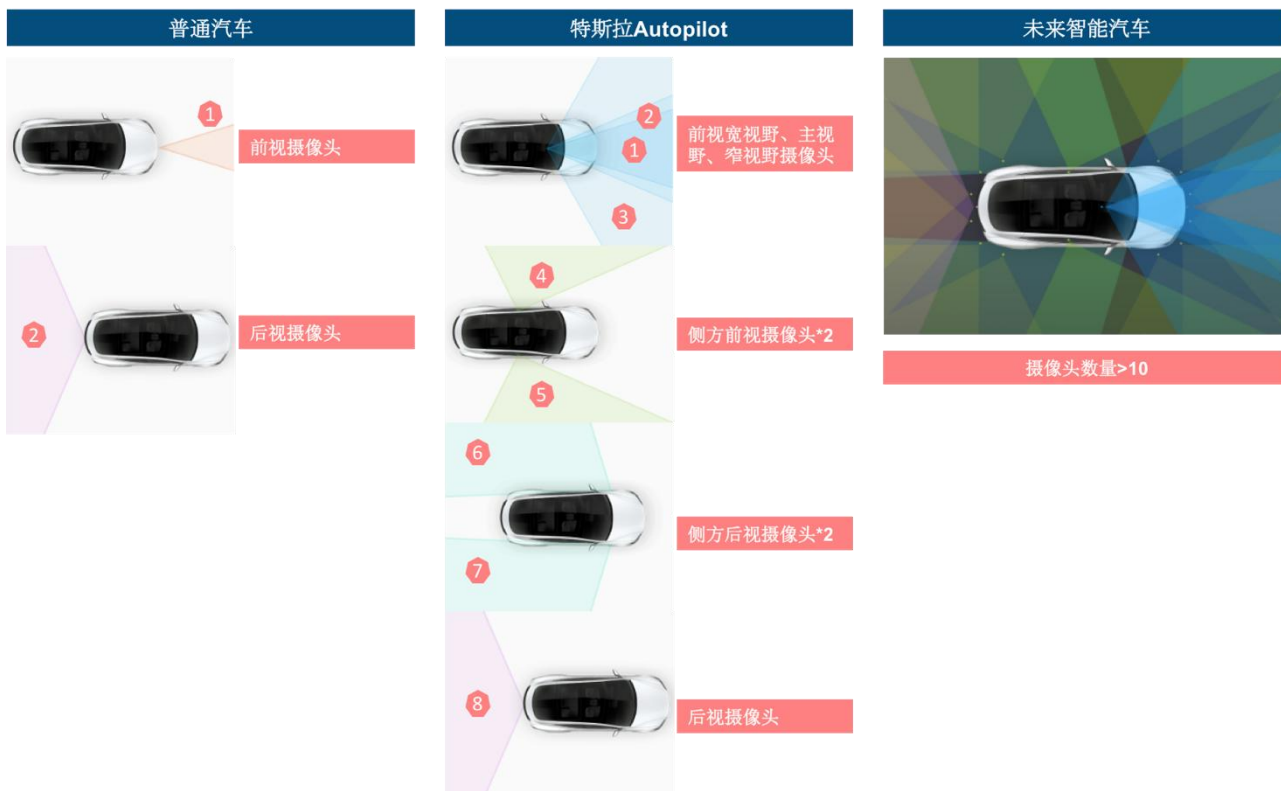 普通汽车
1
前视摄像头
2
后视摄像头
特斯拉Autopilot
2
1
3
前视宽视野、主视
野、窄视野摄像头
4
5
侧方前视摄像头*2
6
7
侧方后视摄像头*2
8
后视摄像头
未来智能汽车
摄像头数量>10